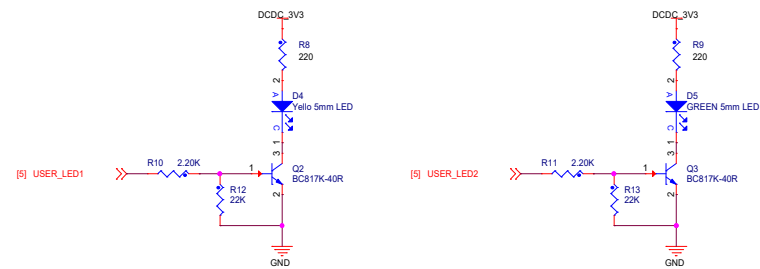 DCDC_3V3
R8
220
2
A
D4
Yello 5mm LED
C
1
3
R10 2.20K
[5] USER_LED1
1
Q2
BC817K-40R
R12
22K
2
GND
DCDC_3V3
R9
220
2
A
D5
GREEN 5mm LED
C
1
3
R11 2.20K
[5] USER_LED2
1
Q3
BC817K-40R
R13
22K
2
GND